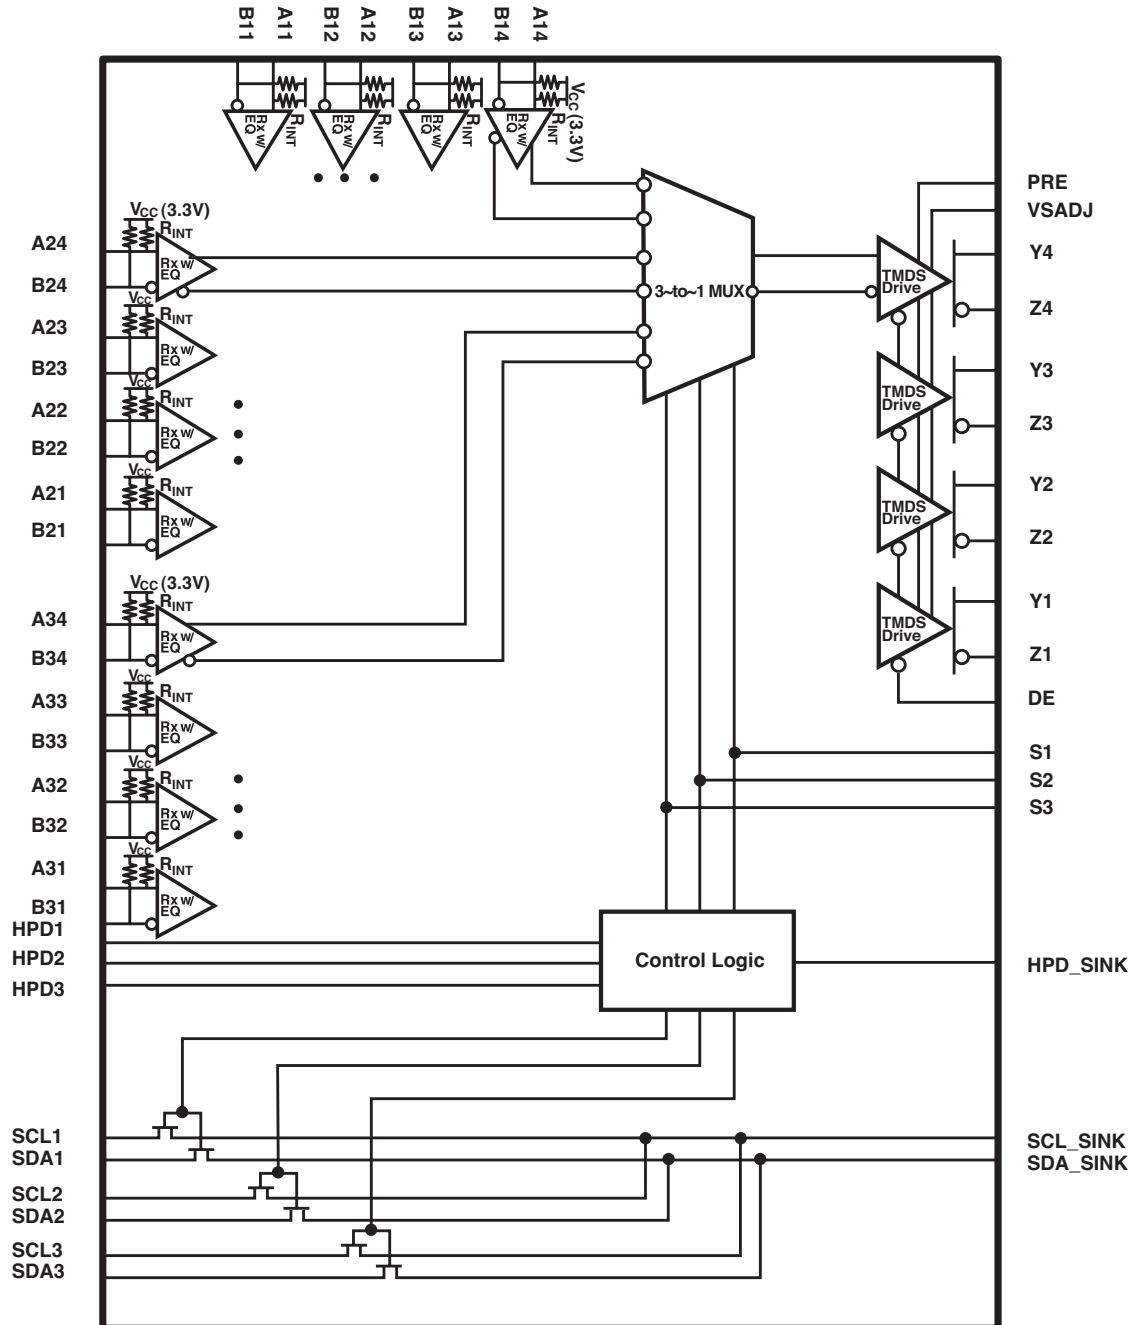 B11 A11 B12 A12 B13 A13 B14 A14
Rx w/
EQ
RINT
Rx w/
EQ
RINT
Rx w/
EQ
RINT
Rx w/
EQ
RINT
VCC (3.3V)
VCC (3.3V)
RINT
A24
Rx w/
EQ
B24
VCC
RINT
A23
Rx w/
EQ
B23
VCC
RINT
A22
Rx w/
EQ
B22
VCC
RINT
A21
Rx w/
EQ
B21
VCC (3.3V)
RINT
A34
Rx w/
EQ
B34
VCC
RINT
A33
Rx w/
EQ
B33
VCC
RINT
A32
Rx w/
EQ
B32
VCC
RINT
A31
Rx w/
EQ
B31
HPD1
HPD2
HPD3
3~to~1 MUX
TMDS
Drive
TMDS
Drive
TMDS
Drive
TMDS
Drive
PRE
VSADJ
Y4
Z4
Y3
Z3
Y2
Z2
Y1
Z1
DE
S1
S2
S3
Control Logic
HPD_SINK
SCL1
SDA1
SCL2
SDA2
SCL3
SDA3
SCL_SINK
SDA_SINK